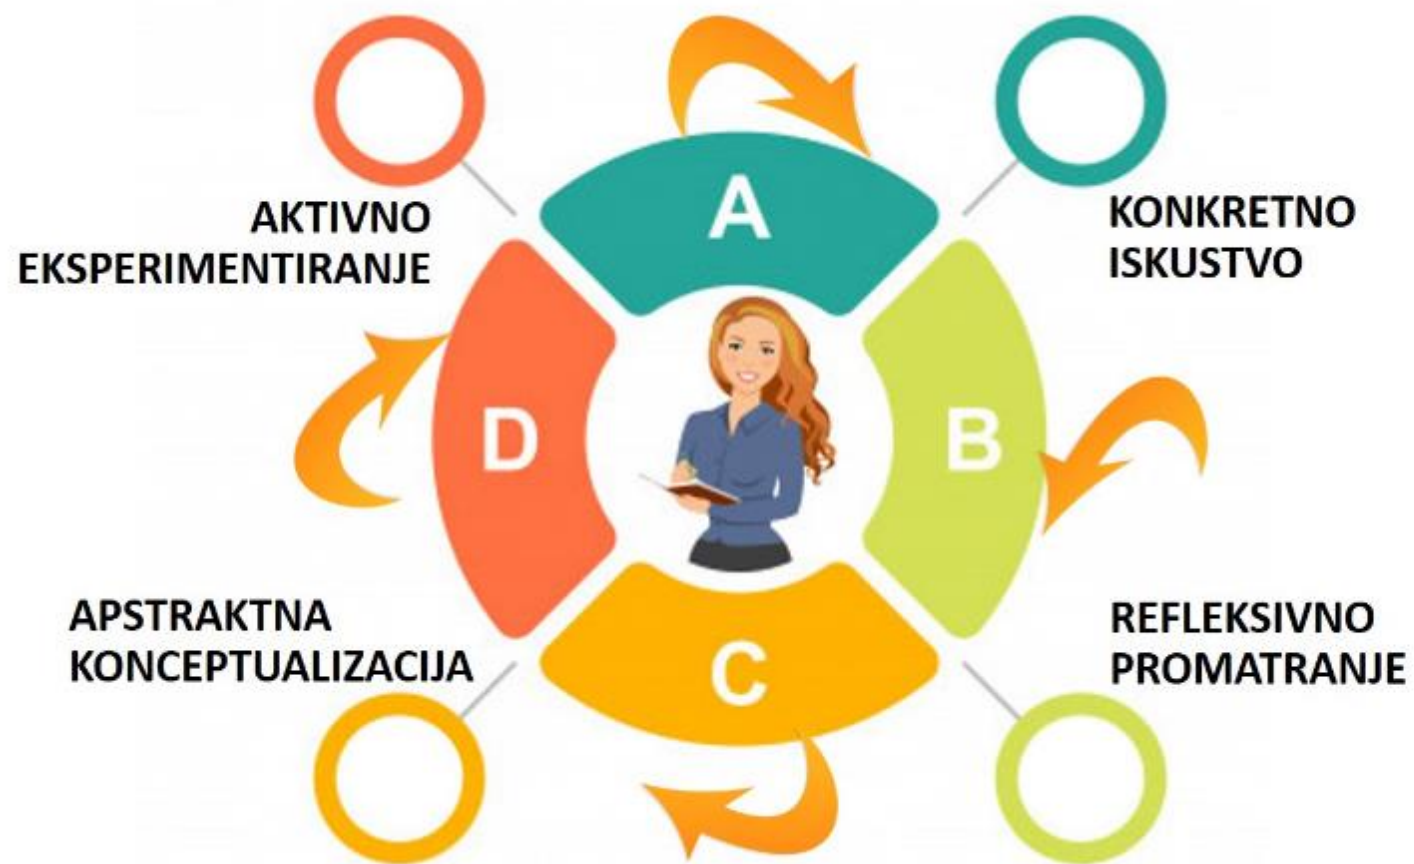 A
AKTIVNO
EKSPERIMENTIRANJE
KONKRETNO
ISKUSTVO
D
B
APSTRAKTNA
KONCEPTUALIZACIJA
C
REFLEKSIVNO
PROMATRANJE